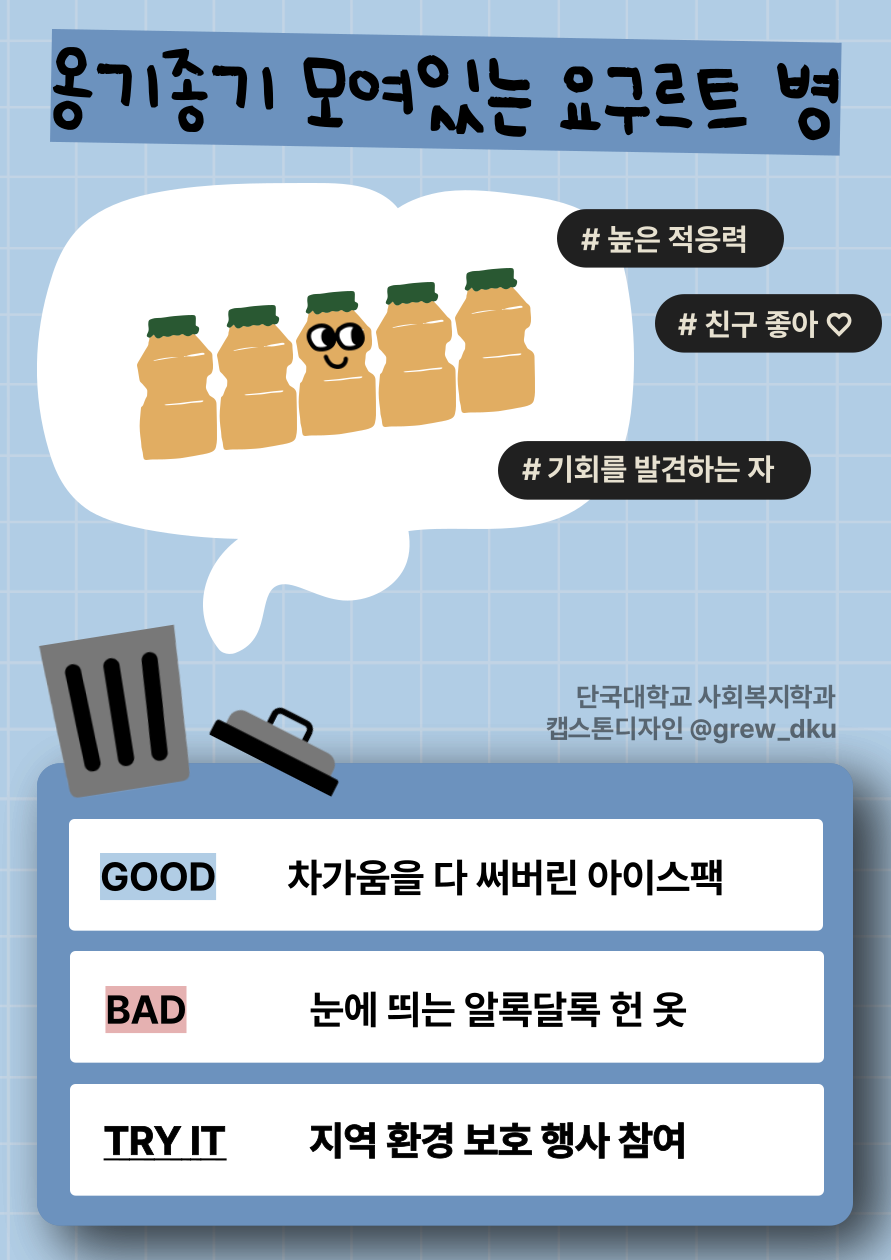 옹기종기 모여있는 요구르트 병
# 높은 적응력
# 친구 좋아 ♡
# 기회를 발견하는 자
단국대학교 사회복지학과
캡스톤디자인 @grew_dku
GOOD 차가움을 다 써버린 아이스팩
BAD 눈에 띄는 알록달록 헌 옷
TRY IT 지역 환경 보호 행사 참여